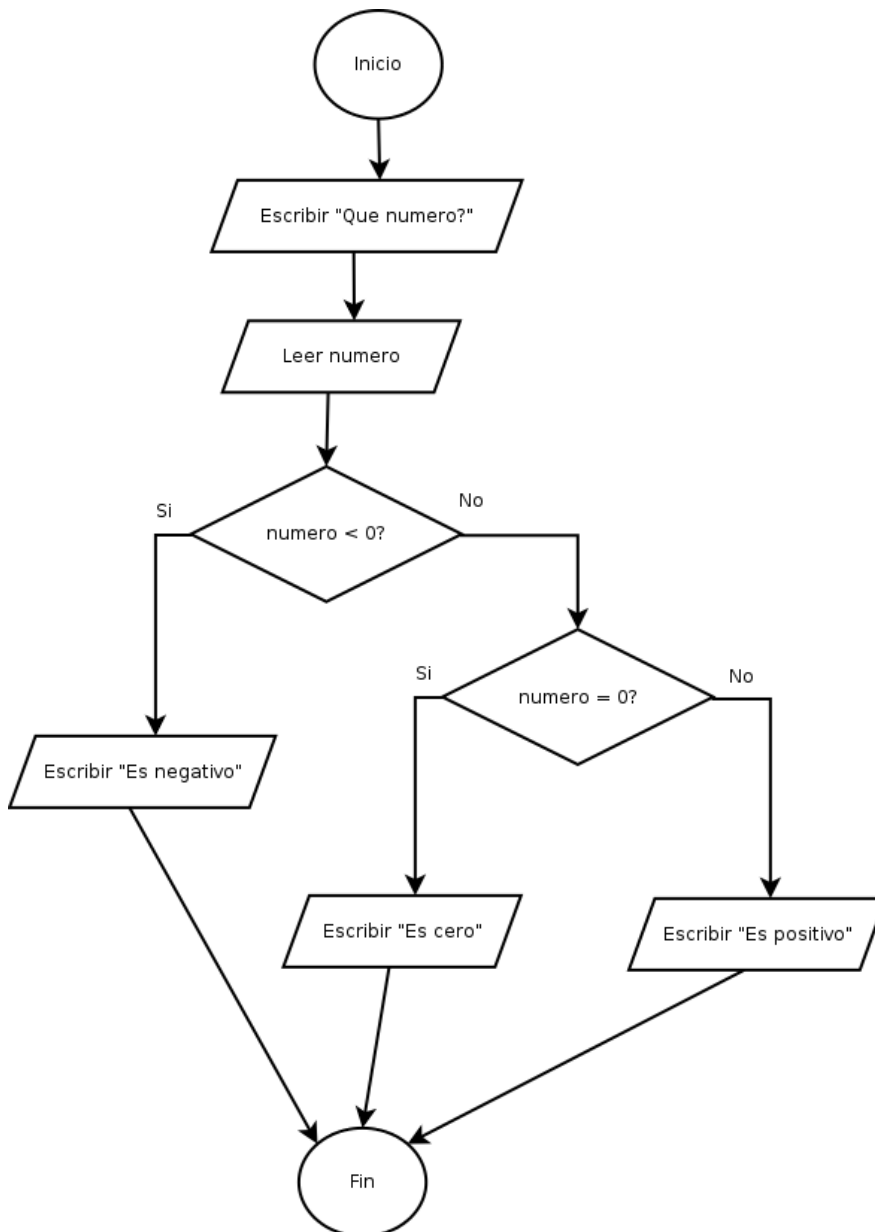 Inicio
Escribir "Que numero?"
Leer numero
Si
No
numero < 0?
Si
No
numero = 0?
Escribir "Es negativo"
Escribir "Es cero"
Escribir "Es positivo"
Fin